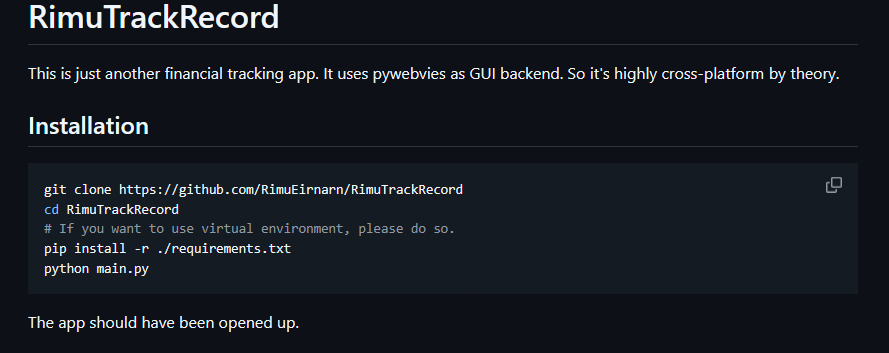 RimuTrackRecord
This is just another financial tracking app. It uses pywebvies as GUI backend. So it's highly cross-platform by theory.
Installation
git clone https://github.com/RimuEirnarn/RimuTrackRecord
cd RimuTrackRecord
# If you want to use virtual environment, please do so.
pip install -r ./requirements.txt
python main.py
The app should have been opened up.